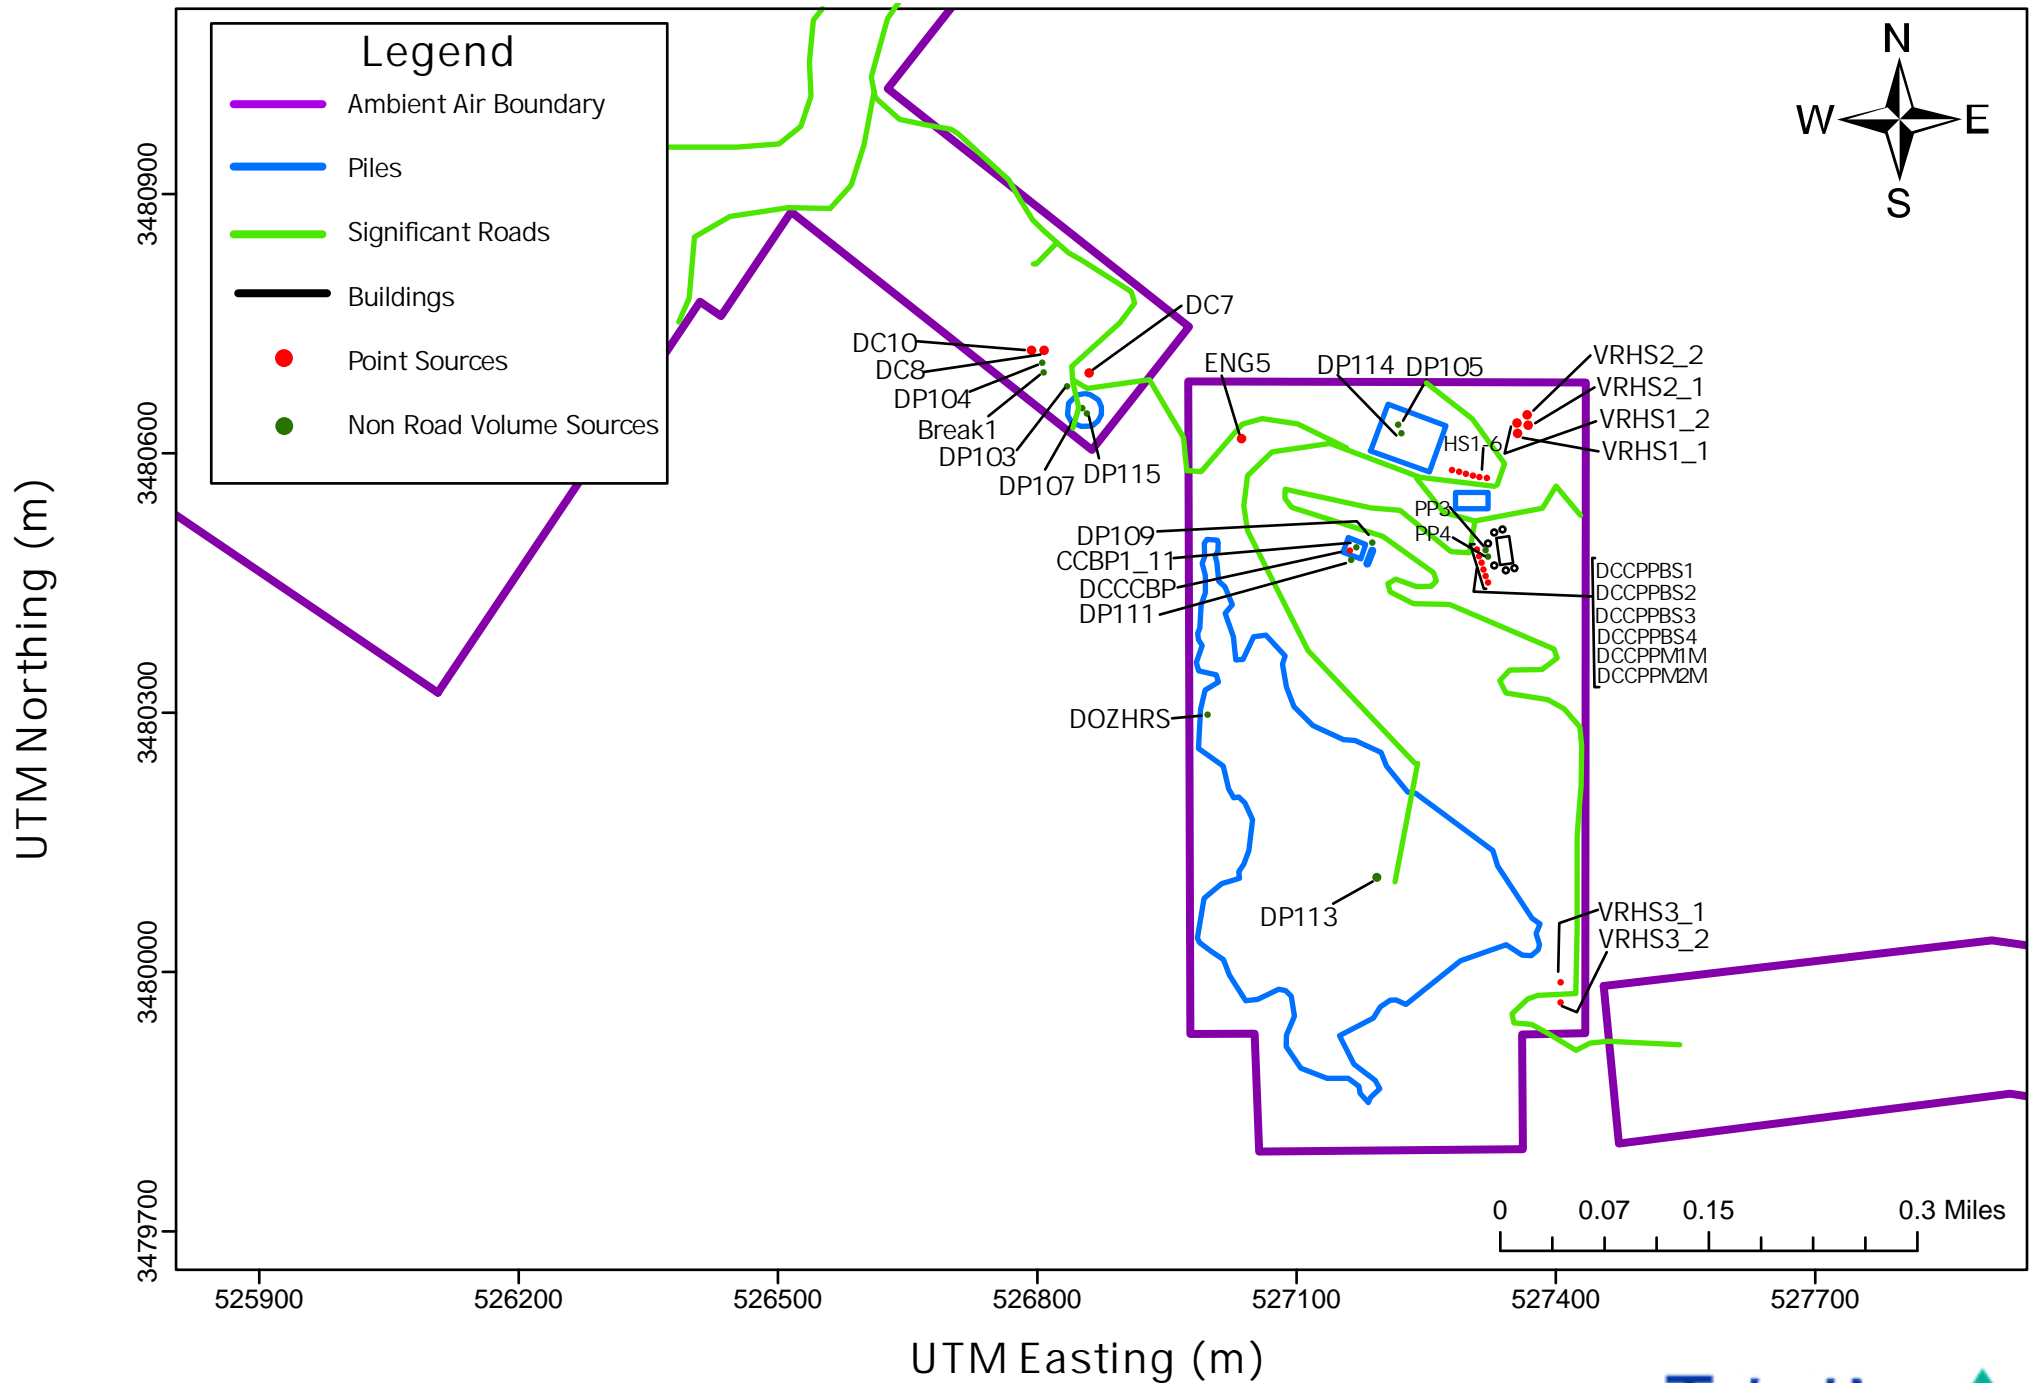 Legend
Ambient Air Boundary
Piles
Significant Roads
Buildings
Point Sources
Non Road Volume Sources
N
W
E
S
3480900
3480600
3480300
3480000
3479700
UTM Northing (m)
DC7
DC10
DC8
DP104
Break1
DP103
DP107
DP115
ENG5
DP114
DP105
VRHS2_2
VRHS2_1
VRHS1_2
VRHS1_1
HS1-6
PP3
PP4
DP109
CCBP1_11
DCCCBP
DP111
DCCPPBS1
DCCPPBS2
DCCPPBS3
DCCPPBS4
DCCPPM1M
DCCPPM2M
DOZHRS
DP113
VRHS3_1
VRHS3_2
0 0.07 0.15 0.3 Miles
525900 526200 526500 526800 527100 527400 527700
UTM Easting (m)